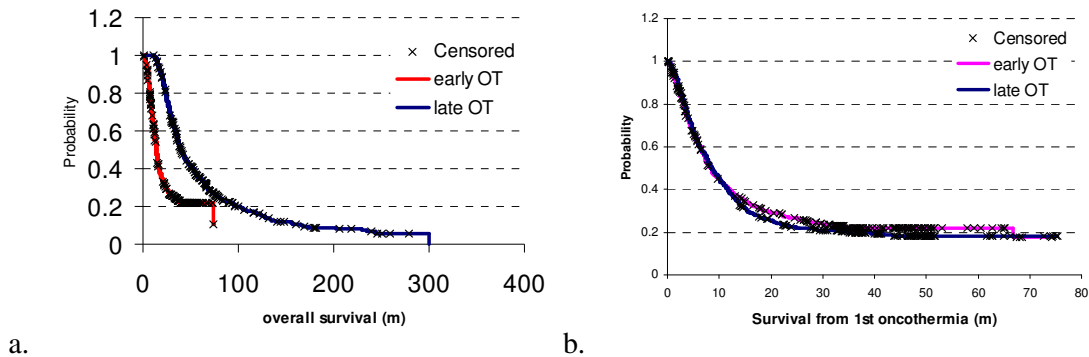 1.2
1
0.8
0.6
0.4
0.2
0
Probability
× Censored
early OT
late OT
0 100 200 300 400
overall survival (m)
a.
1.2
1
0.8
0.6
0.4
0.2
0
Probability
× Censored
early OT
late OT
0 10 20 30 40 50 60 70 80
Survival from 1st oncothermia (m)
b.